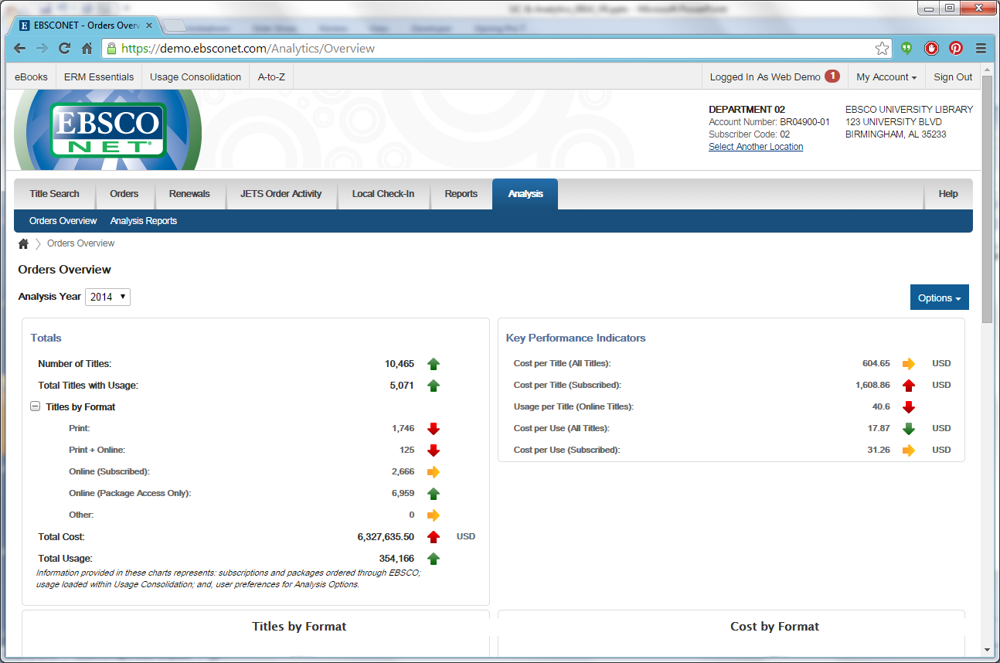 EBSCONET - Orders Overv
https://demo.ebsconet.com/Analytics/Overview
eBooks ERM Essentials Usage Consolidation A-to-Z Logged In As Web Demo 1 My Account Sign Out
EBSCO
NET®
DEPARTMENT 02
Account Number: BR04900-01
Subscriber Code: 02
Select Another Location
EBSCO UNIVERSITY LIBRARY
123 UNIVERSITY BLVD
BIRMINGHAM, AL 35233
Title Search Orders Renewals JETS Order Activity Local Check-In Reports Analysis Help
Orders Overview Analysis Reports
Orders Overview
Orders Overview
Analysis Year 2014
Options
Totals
Number of Titles: 10,465
Total Titles with Usage: 5,071
Titles by Format
Print: 1,746
Print + Online: 125
Online (Subscribed): 2,666
Online (Package Access Only): 6,959
Other: 0
Total Cost: 6,327,635.50 USD
Total Usage: 354,166
Information provided in these charts represents: subscriptions and packages ordered through EBSCO;
usage loaded within Usage Consolidation; and, user preferences for Analysis Options.
Key Performance Indicators
Cost per Title (All Titles): 604.65 USD
Cost per Title (Subscribed): 1,608.86 USD
Usage per Title (Online Titles): 40.6
Cost per Use (All Titles): 17.87 USD
Cost per Use (Subscribed): 31.26 USD
Titles by Format
Cost by Format